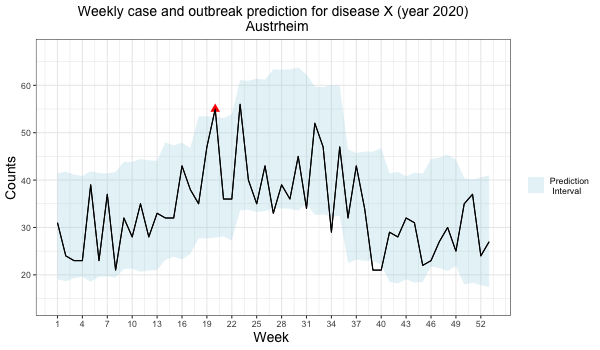 Weekly case and outbreak prediction for disease X (year 2020)
Austrheim
Counts
60
50
40
30
20
1 4 7 10 13 16 19 22 25 28 31 34 37 40 43 46 49 52
Week
Prediction
Interval